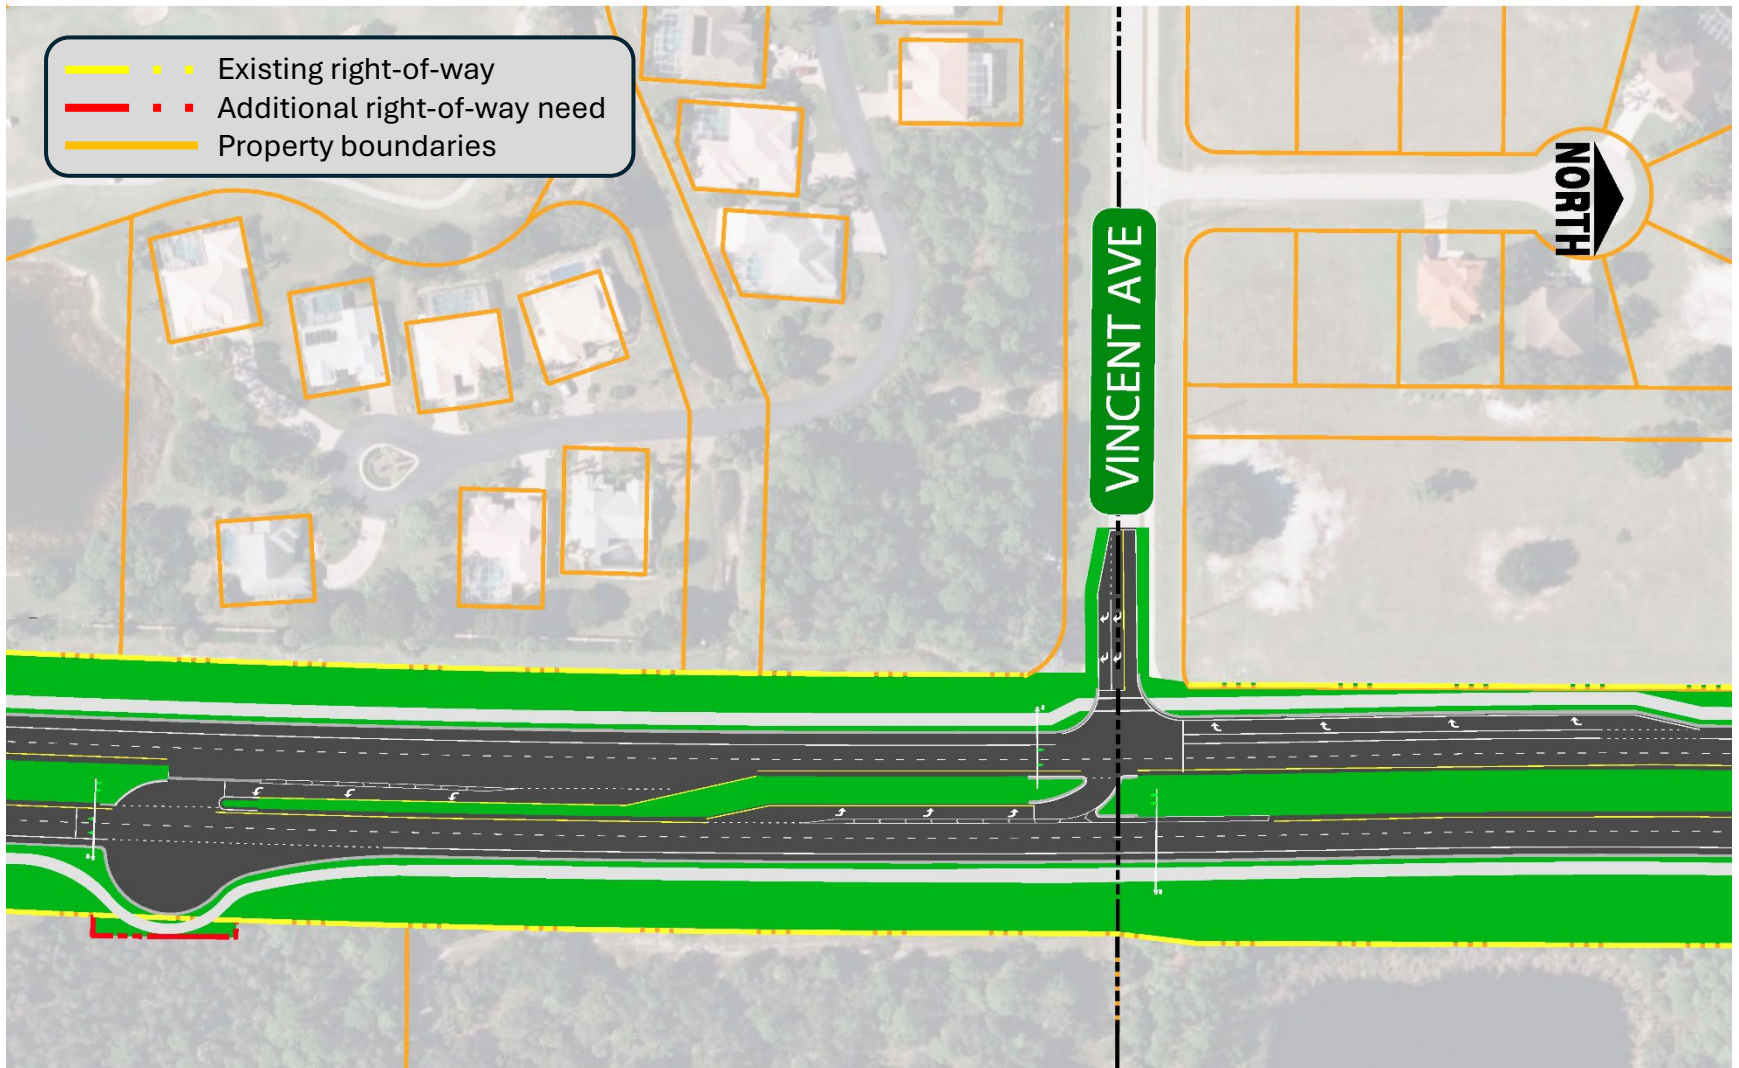 Existing right-of-way
Additional right-of-way need
Property boundaries
NORTH
VINCENT AVE